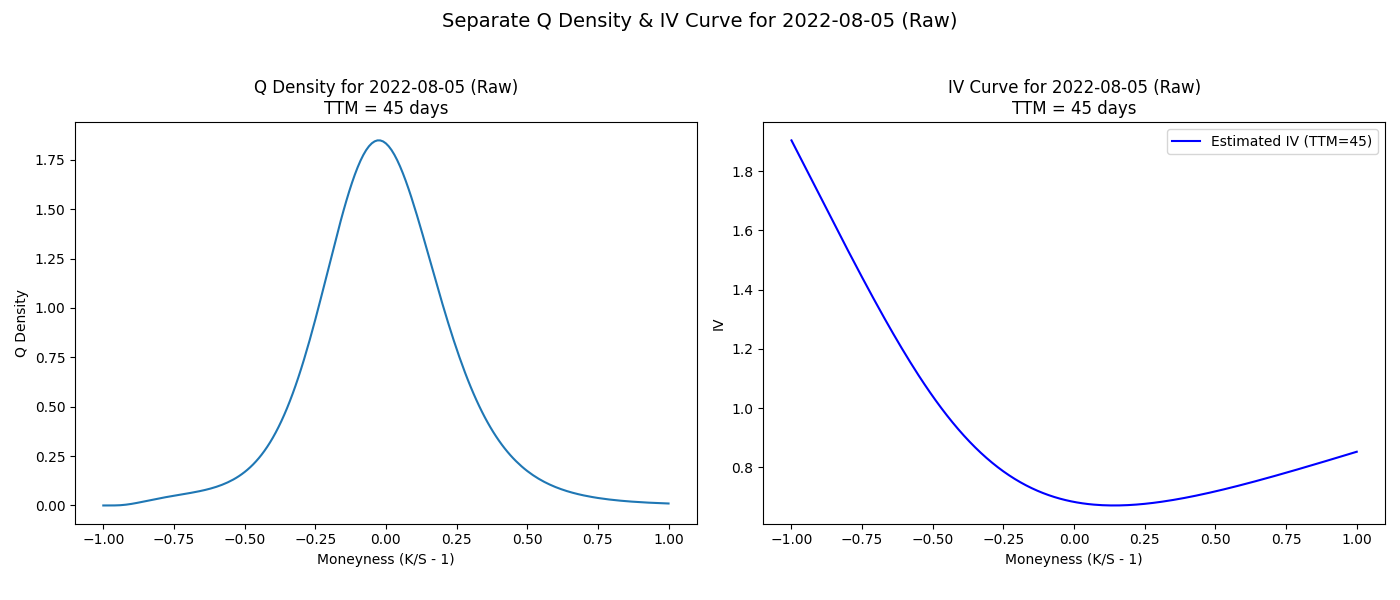 Separate Q Density & IV Curve for 2022-08-05 (Raw)
Q Density for 2022-08-05 (Raw)
TTM = 45 days
1.75
1.50
1.25
1.00
0.75
0.50
0.25
0.00
Q Density
−1.00 −0.75 −0.50 −0.25 0.00 0.25 0.50 0.75 1.00
Moneyness (K/S - 1)
IV Curve for 2022-08-05 (Raw)
TTM = 45 days
Estimated IV (TTM=45)
1.8
1.6
1.4
1.2
1.0
0.8
IV
−1.00 −0.75 −0.50 −0.25 0.00 0.25 0.50 0.75 1.00
Moneyness (K/S - 1)